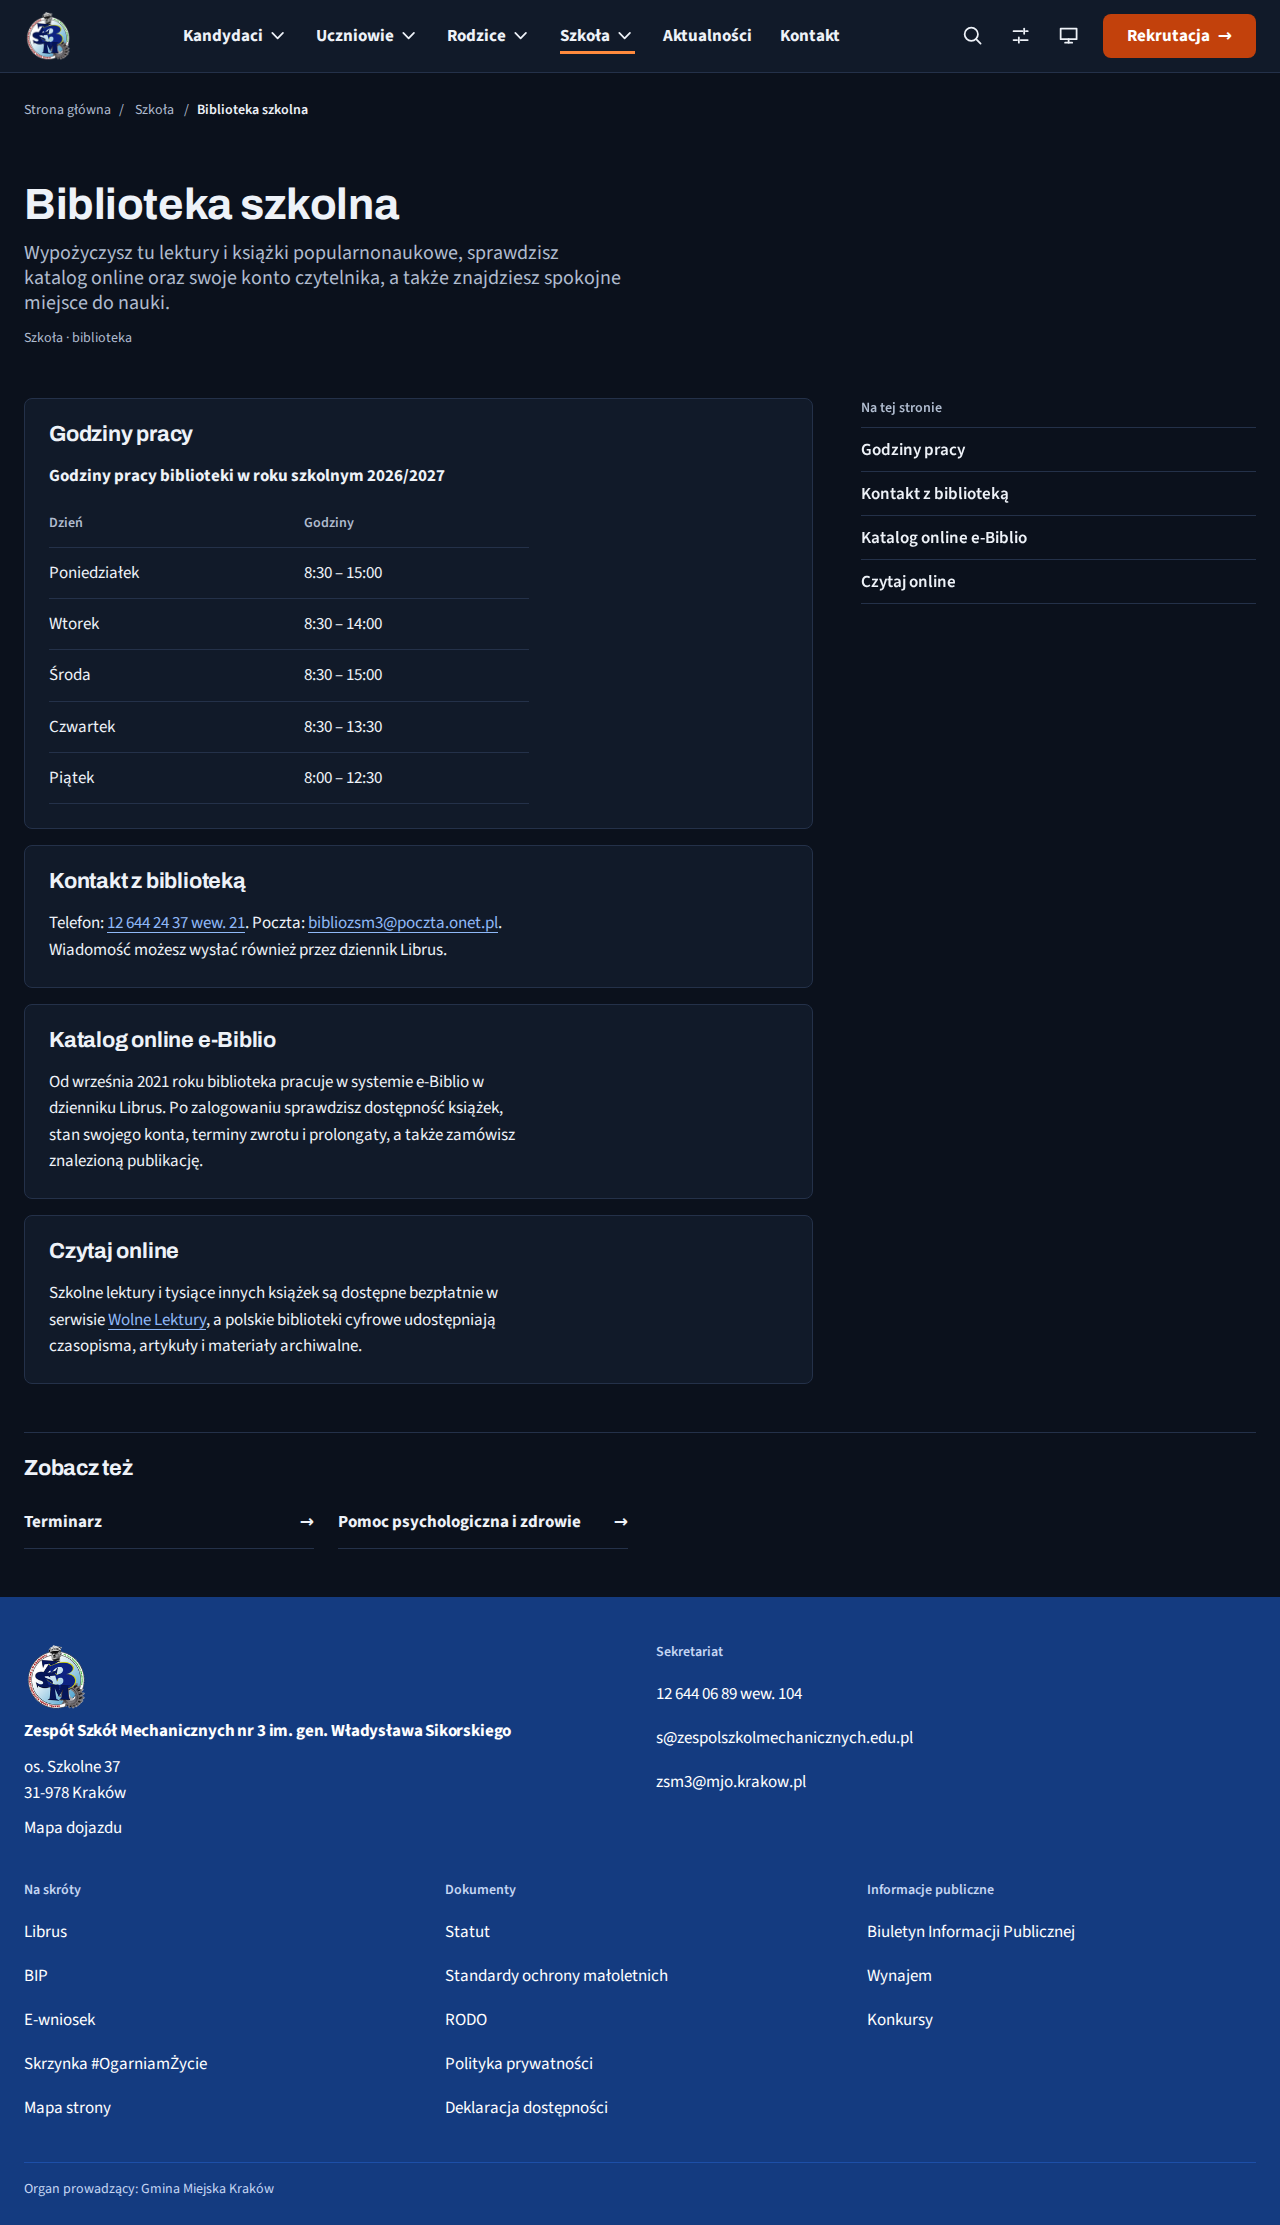 Kandydaci
Uczniowie
Rodzice
Szkoła
Aktualności
Kontakt
Rekrutacja →
Strona główna / Szkoła / Biblioteka szkolna
Biblioteka szkolna
Wypożyczysz tu lektury i książki popularnonaukowe, sprawdzisz
katalog online oraz swoje konto czytelnika, a także znajdziesz spokojne
miejsce do nauki.
Szkoła · biblioteka
Godziny pracy
Godziny pracy biblioteki w roku szkolnym 2026/2027
Dzień Godziny
Poniedziałek 8:30 – 15:00
Wtorek 8:30 – 14:00
Środa 8:30 – 15:00
Czwartek 8:30 – 13:30
Piątek 8:00 – 12:30
Na tej stronie
Godziny pracy
Kontakt z biblioteką
Katalog online e-Biblio
Czytaj online
Kontakt z biblioteką
Telefon: 12 644 24 37 wew. 21. Poczta: bibliozsm3@poczta.onet.pl.
Wiadomość możesz wysłać również przez dziennik Librus.
Katalog online e-Biblio
Od września 2021 roku biblioteka pracuje w systemie e-Biblio w
dzienniku Librus. Po zalogowaniu sprawdzisz dostępność książek,
stan swojego konta, terminy zwrotu i prolongaty, a także zamówisz
znalezioną publikację.
Czytaj online
Szkolne lektury i tysiące innych książek są dostępne bezpłatnie w
serwisie Wolne Lektury, a polskie biblioteki cyfrowe udostępniają
czasopisma, artykuły i materiały archiwalne.
Zobacz też
Terminarz →
Pomoc psychologiczna i zdrowie →
Zespół Szkół Mechanicznych nr 3 im. gen. Władysława Sikorskiego
os. Szkolne 37
31-978 Kraków
Mapa dojazdu
Sekretariat
12 644 06 89 wew. 104
s@zespolszkolmechanicznych.edu.pl
zsm3@mjo.krakow.pl
Na skróty
Librus
BIP
E-wniosek
Skrzynka #OgarniamŻycie
Mapa strony
Dokumenty
Statut
Standardy ochrony małoletnich
RODO
Polityka prywatności
Deklaracja dostępności
Informacje publiczne
Biuletyn Informacji Publicznej
Wynajem
Konkursy
Organ prowadzący: Gmina Miejska Kraków